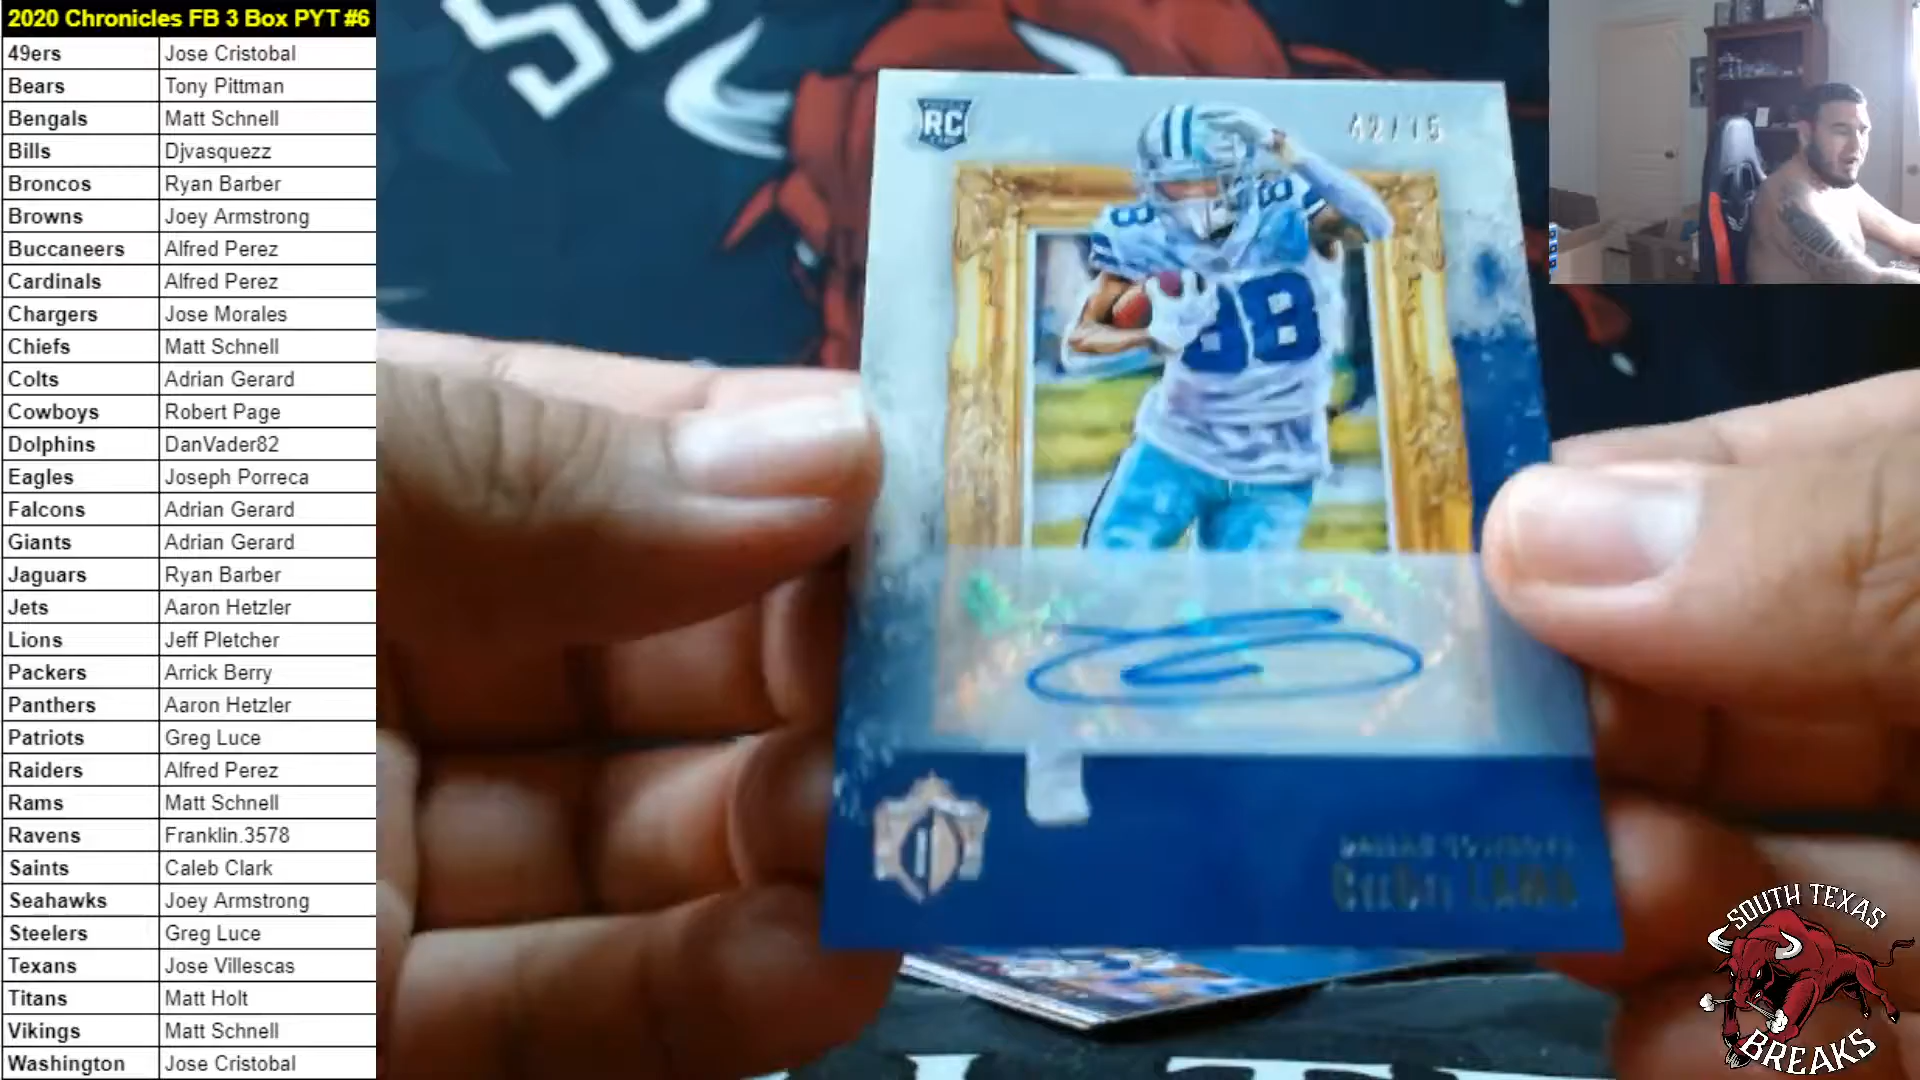 2020 Chronicles FB 3 Box PYT #6
49ers Jose Cristobal
Bears Tony Pittman
Bengals Matt Schnell
Bills Djvasquezz
Broncos Ryan Barber
Browns Joey Armstrong
Buccaneers Alfred Perez
Cardinals Alfred Perez
Chargers Jose Morales
Chiefs Matt Schnell
Colts Adrian Gerard
Cowboys Robert Page
Dolphins DanVader82
Eagles Joseph Porreca
Falcons Adrian Gerard
Giants Adrian Gerard
Jaguars Ryan Barber
Jets Aaron Hetzler
Lions Jeff Pletcher
Packers Arrick Berry
Panthers Aaron Hetzler
Patriots Greg Luce
Raiders Alfred Perez
Rams Matt Schnell
Ravens Franklin.3578
Saints Caleb Clark
Seahawks Joey Armstrong
Steelers Greg Luce
Texans Jose Villescas
Titans Matt Holt
Vikings Matt Schnell
Washington Jose Cristobal
RC
88
CeeDee Lamb
SOUTH TEXAS
BREAKS